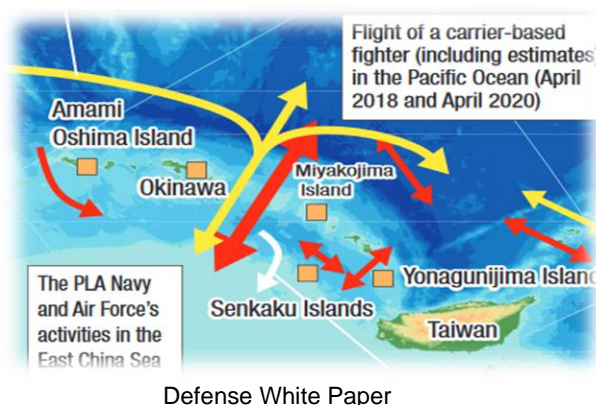 Flight of a carrier-based
fighter (including estimates)
in the Pacific Ocean (April
2018 and April 2020)
Amami
Oshima Island
Okinawa
Miyakojima
Island
The PLA Navy
and Air Force's
activities in the
East China Sea
Senkaku Islands
Yonagunijima Island
Taiwan
Defense White Paper